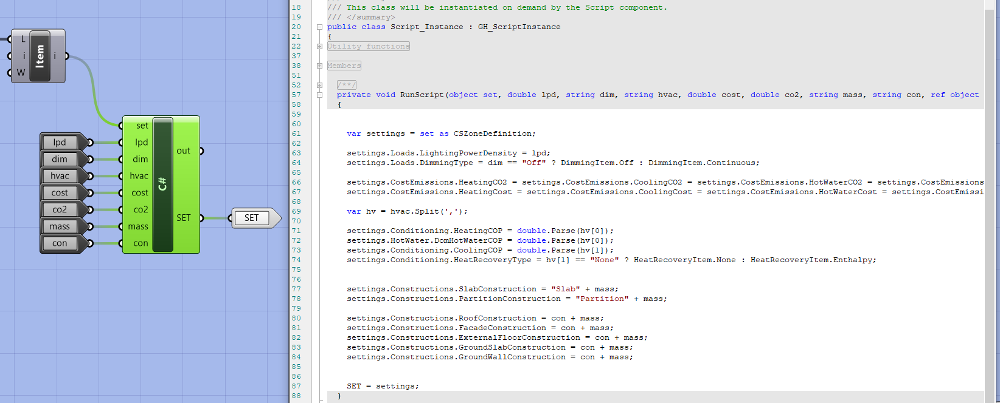 L
i
W
Item
i
set
lpd
dim
hvac
cost
co2
mass
con
C#
out
SET
lpd
dim
hvac
cost
co2
mass
con
SET
18 /// This class will be instantiated on demand by the Script component.
19 /// </summary>
20 public class Script_Instance : GH_ScriptInstance
21 {
22 Utility functions
37
38 Members
51
52 /**/
57 private void RunScript(object set, double lpd, string dim, string hvac, double cost, double co2, string mass, string con, ref object
58 {
59
60
61 var settings = set as CSZoneDefinition;
62
63 settings.Loads.LightingPowerDensity = lpd;
64 settings.Loads.DimmingType = dim == "Off" ? DimmingItem.Off : DimmingItem.Continuous;
65
66 settings.CostEmissions.HeatingCO2 = settings.CostEmissions.CoolingCO2 = settings.CostEmissions.HotWaterCO2 = settings.CostEmissions
67 settings.CostEmissions.HeatingCost = settings.CostEmissions.CoolingCost = settings.CostEmissions.HotWaterCost = settings.CostEmissi
68
69 var hv = hvac.Split(',');
70
71 settings.Conditioning.HeatingCOP = double.Parse(hv[0]);
72 settings.HotWater.DomHotWaterCOP = double.Parse(hv[0]);
73 settings.Conditioning.CoolingCOP = double.Parse(hv[1]);
74 settings.Conditioning.HeatRecoveryType = hv[1] == "None" ? HeatRecoveryItem.None : HeatRecoveryItem.Enthalpy;
75
76
77 settings.Constructions.SlabConstruction = "Slab" + mass;
78 settings.Constructions.PartitionConstruction = "Partition" + mass;
79
80 settings.Constructions.RoofConstruction = con + mass;
81 settings.Constructions.FacadeConstruction = con + mass;
82 settings.Constructions.ExternalFloorConstruction = con + mass;
83 settings.Constructions.GroundSlabConstruction = con + mass;
84 settings.Constructions.GroundWallConstruction = con + mass;
85
86
87 SET = settings;
88 }